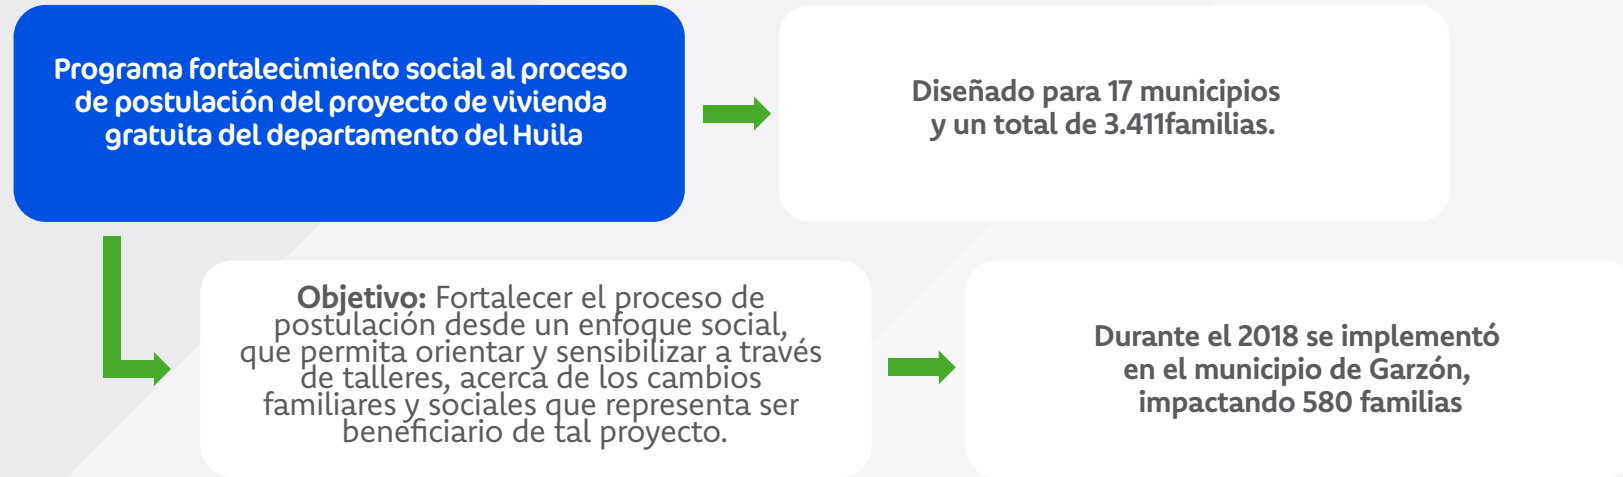 Programa fortalecimiento social al proceso
de postulación del proyecto de vivienda
gratuita del departamento del Huila
Diseñado para 17 municipios
y un total de 3.411familias.
Objetivo: Fortalecer el proceso de
postulación desde un enfoque social,
que permita orientar y sensibilizar a través
de talleres, acerca de los cambios
familiares y sociales que representa ser
beneficiario de tal proyecto.
Durante el 2018 se implementó
en el municipio de Garzón,
impactando 580 familias